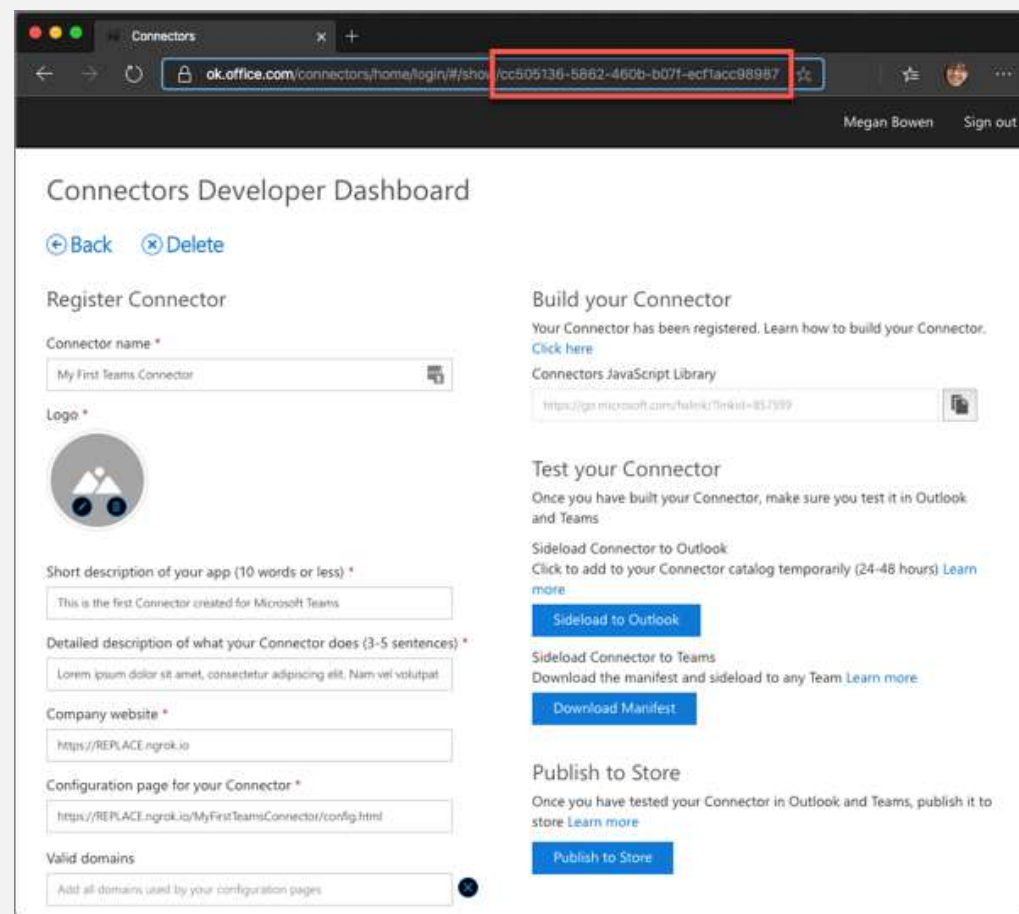 Connectors
ok.office.com/connectors/home/login/#/show/cc505136-5862-460b-b07f-ecf1acc98987
Megan Bowen Sign out
Connectors Developer Dashboard
Back Delete
Register Connector
Connector name *
My First Teams Connector
Logo *
Short description of your app (10 words or less) *
This is the first Connector created for Microsoft Teams
Detailed description of what your Connector does (3-5 sentences) *
Lorem ipsum dolor sit amet, consectetur adipiscing elit. Nam vel volutpat
Company website *
https://REPLACE.ngrok.io
Configuration page for your Connector *
https://REPLACE.ngrok.io/MyFirstTeamsConnector/config.html
Valid domains
Add all domains used by your configuration pages
Build your Connector
Your Connector has been registered. Learn how to build your Connector.
Click here
Connectors JavaScript Library
https://go.microsoft.com/fwlink/?linkid=857599
Test your Connector
Once you have built your Connector, make sure you test it in Outlook
and Teams
Sideload Connector to Outlook
Click to add to your Connector catalog temporarily (24-48 hours) Learn
more
Sideload to Outlook
Sideload Connector to Teams
Download the manifest and sideload to any Team Learn more
Download Manifest
Publish to Store
Once you have tested your Connector in Outlook and Teams, publish it to
store Learn more
Publish to Store